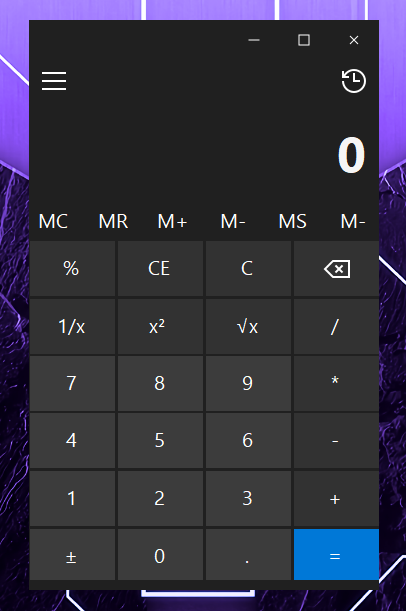 0
MC MR M+ M- MS M-
% CE C
1/x x² √x /
7 8 9 *
4 5 6 -
1 2 3 +
± 0 . =